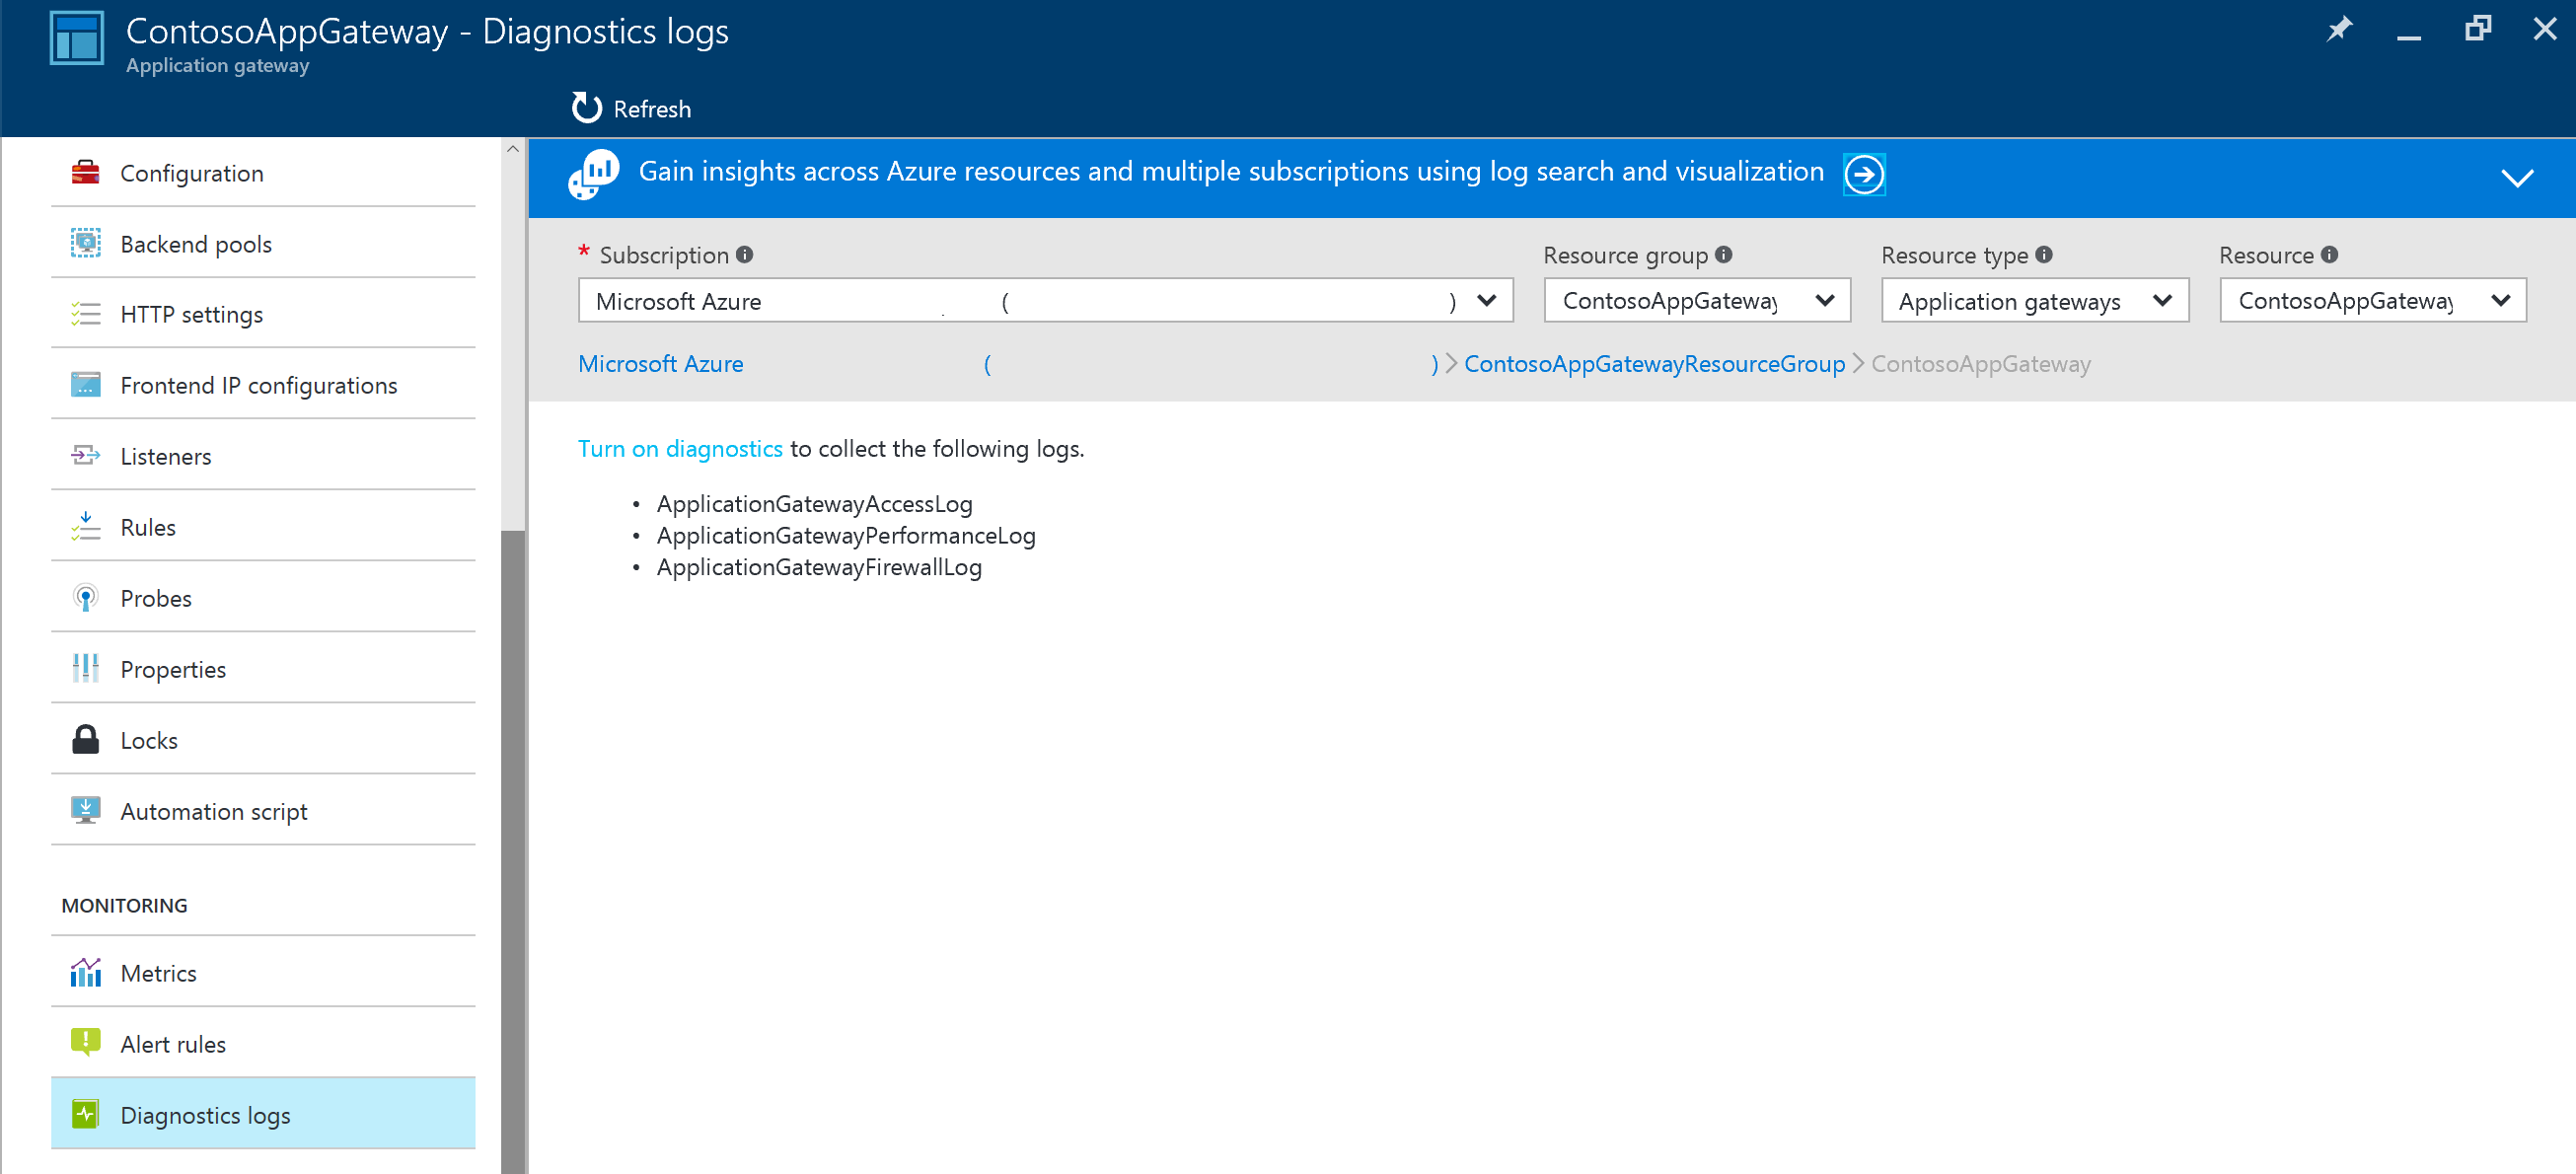 ContosoAppGateway - Diagnostics logs
Application gateway
Refresh
Configuration
Backend pools
HTTP settings
Frontend IP configurations
Listeners
Rules
Probes
Properties
Locks
Automation script
MONITORING
Metrics
Alert rules
Diagnostics logs
Gain insights across Azure resources and multiple subscriptions using log search and visualization
* Subscription Resource group Resource type Resource
Microsoft Azure ( ) ContosoAppGateway Application gateways ContosoAppGateway
Microsoft Azure ( ) > ContosoAppGatewayResourceGroup > ContosoAppGateway
Turn on diagnostics to collect the following logs.
• ApplicationGatewayAccessLog
• ApplicationGatewayPerformanceLog
• ApplicationGatewayFirewallLog